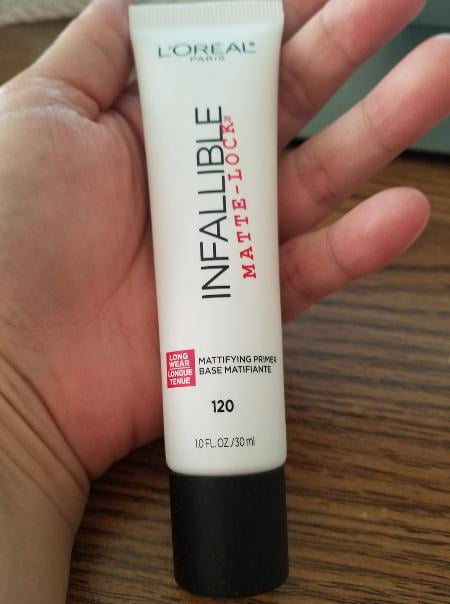 L'ORÉAL
PARIS
INFALLIBLE
MATTE-LOCK
LONG
WEAR
LONGUE
TENUE
MATTIFYING PRIMER
BASE MATIFIANTE
120
1.0 FL. OZ./30 ml